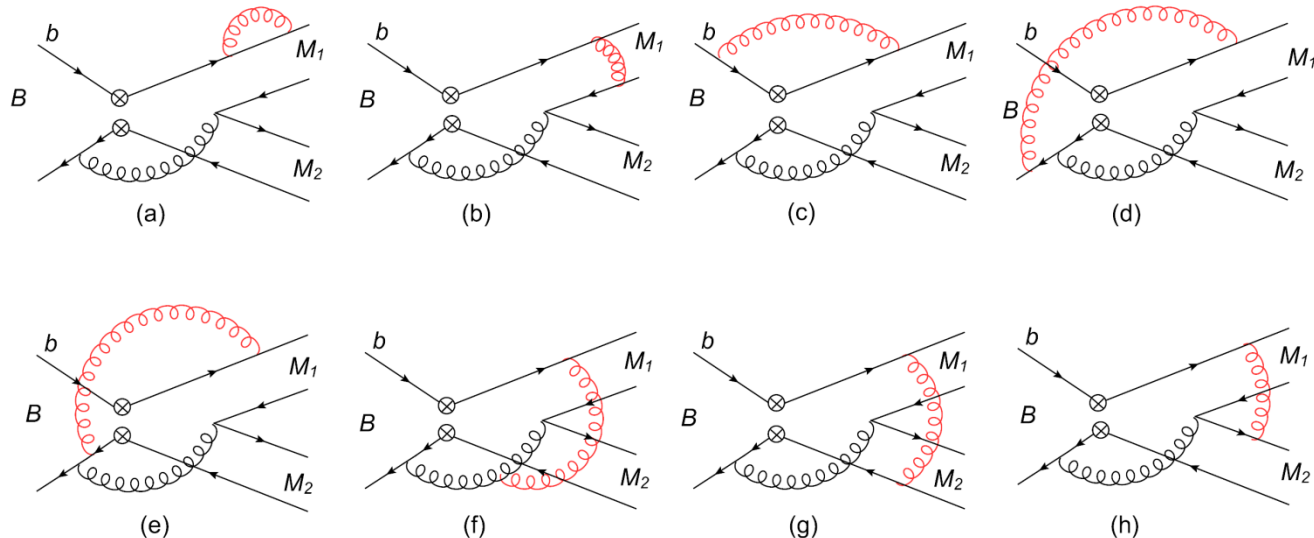 b M₁ B M₂ (a)
b M₁ B M₂ (b)
b M₁ B M₂ (c)
b M₁ B M₂ (d)
b M₁ B M₂ (e)
b M₁ B M₂ (f)
b M₁ B M₂ (g)
b M₁ B M₂ (h)